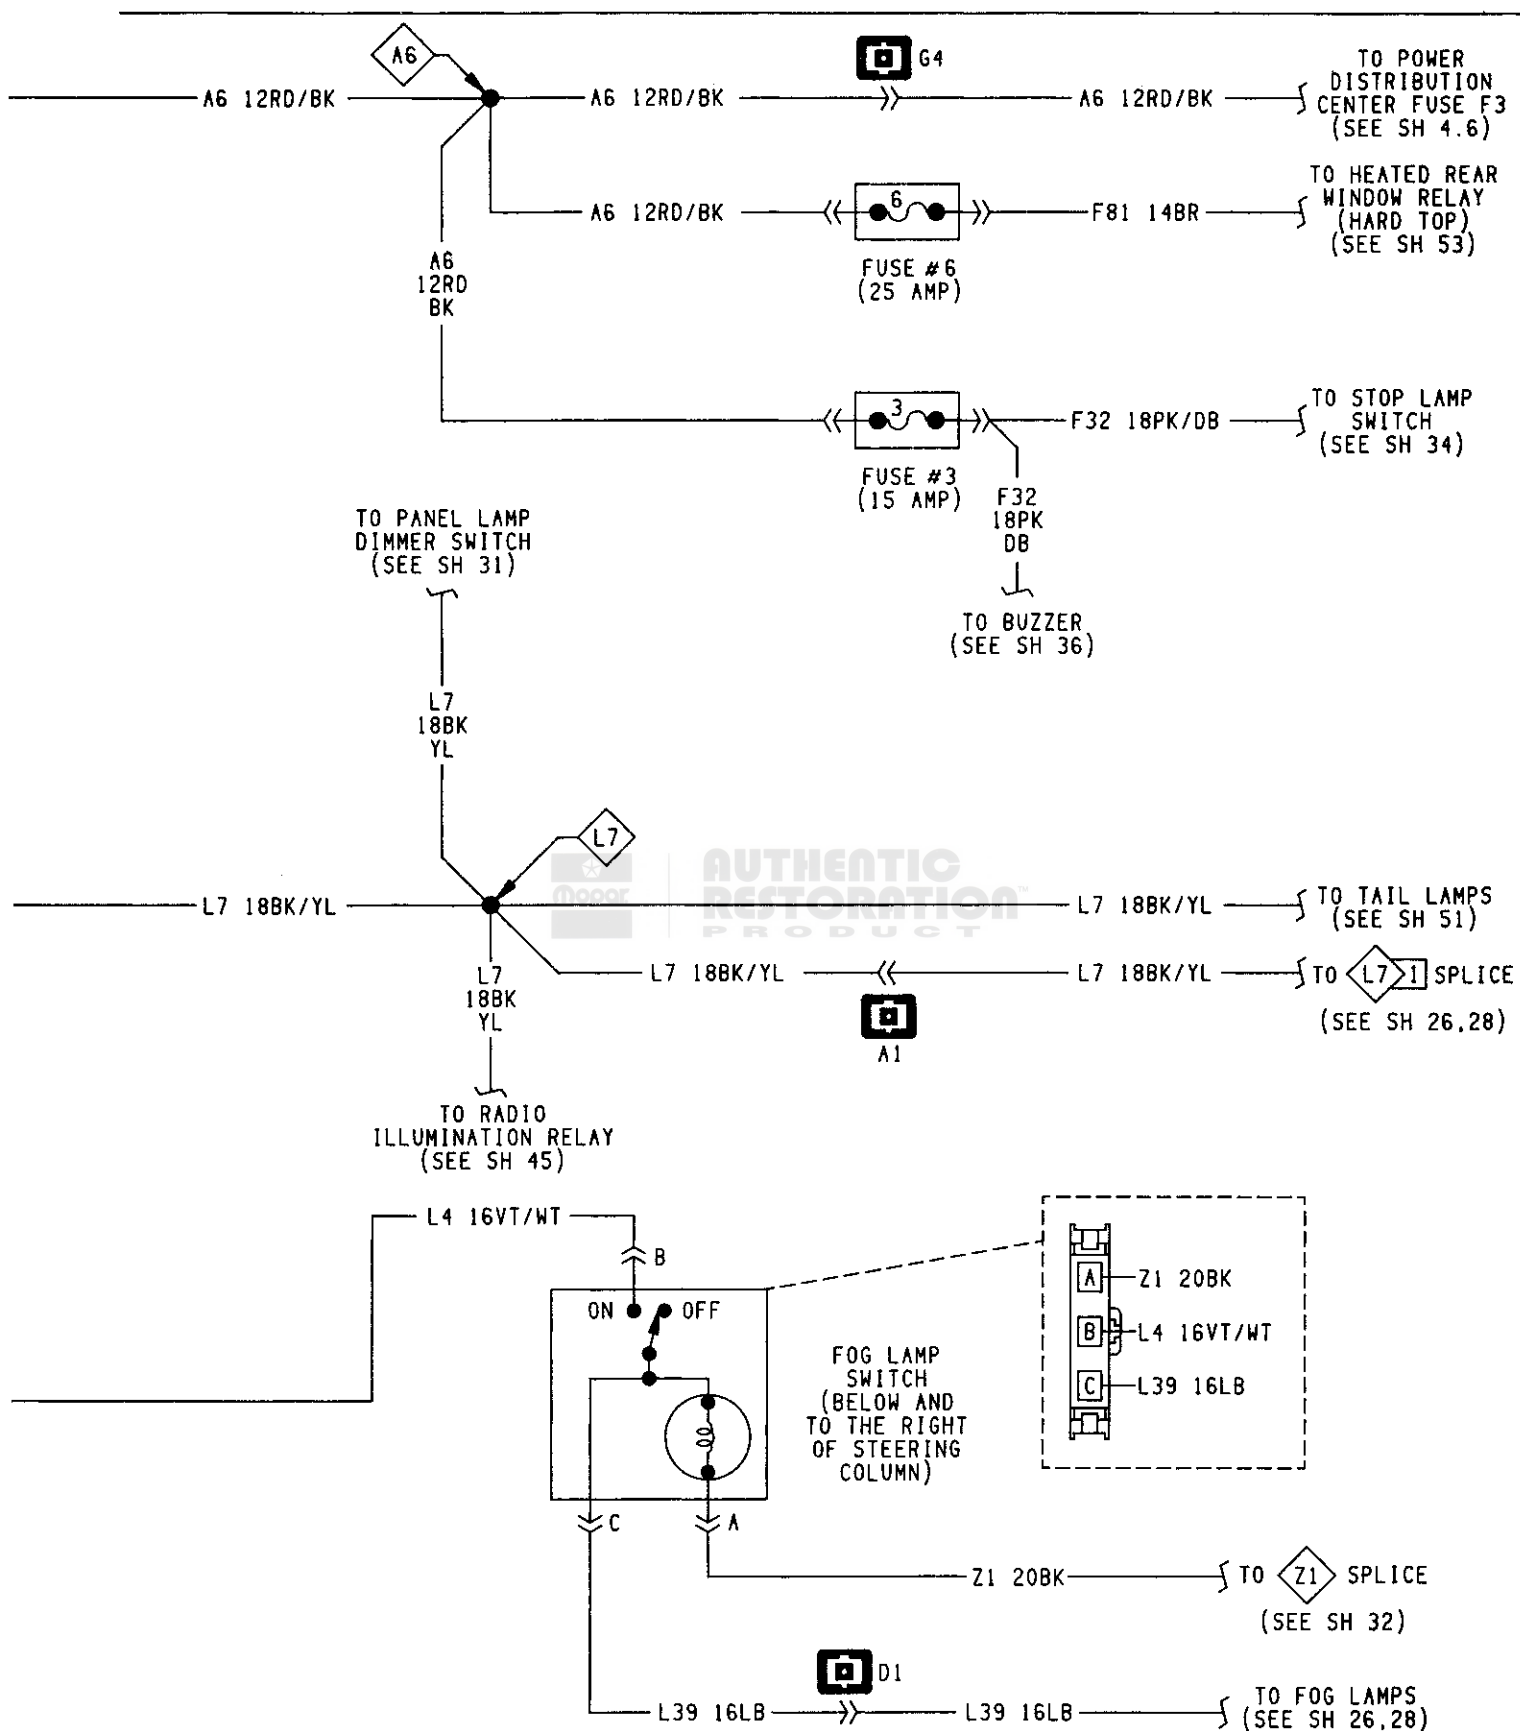 A6
G4
A6 12RD/BK
A6 12RD/BK
A6 12RD/BK
TO POWER
DISTRIBUTION
CENTER FUSE F3
(SEE SH 4.6)
A6 12RD/BK
6
F81 14BR
TO HEATED REAR
WINDOW RELAY
(HARD TOP)
(SEE SH 53)
FUSE #6
(25 AMP)
A6
12RD
BK
3
F32 18PK/DB
TO STOP LAMP
SWITCH
(SEE SH 34)
FUSE #3
(15 AMP)
F32
18PK
DB
TO BUZZER
(SEE SH 36)
TO PANEL LAMP
DIMMER SWITCH
(SEE SH 31)
L7
18BK
YL
L7
Mopar
AUTHENTIC
RESTORATION™
PRODUCT
L7 18BK/YL
L7 18BK/YL
TO TAIL LAMPS
(SEE SH 51)
L7 18BK/YL
L7 18BK/YL
TO L7 1 SPLICE
(SEE SH 26,28)
A1
L7
18BK
YL
TO RADIO
ILLUMINATION RELAY
(SEE SH 45)
L4 16VT/WT
B
ON OFF
FOG LAMP
SWITCH
(BELOW AND
TO THE RIGHT
OF STEERING
COLUMN)
A Z1 20BK
B L4 16VT/WT
C L39 16LB
C
A
Z1 20BK
TO Z1 SPLICE
(SEE SH 32)
D1
L39 16LB
L39 16LB
TO FOG LAMPS
(SEE SH 26,28)